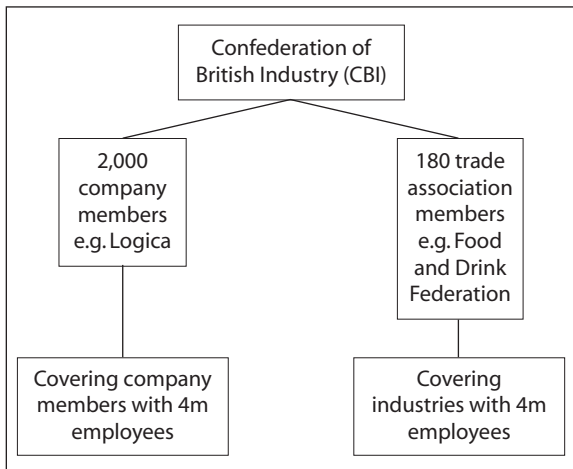 Confederation of
British Industry (CBI)
2,000
company
members
e.g. Logica
180 trade
association
members
e.g. Food
and Drink
Federation
Covering company
members with 4m
employees
Covering
industries with 4m
employees